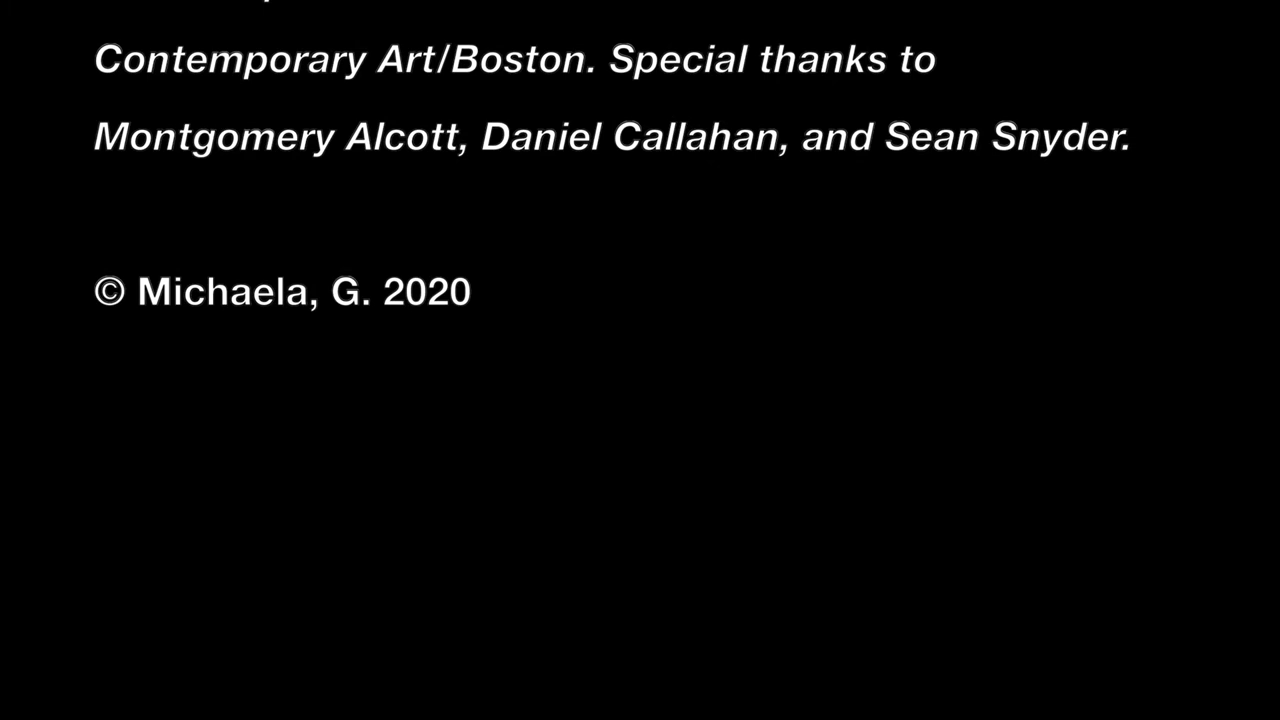 Contemporary Art/Boston. Special thanks to
Montgomery Alcott, Daniel Callahan, and Sean Snyder.
© Michaela, G. 2020